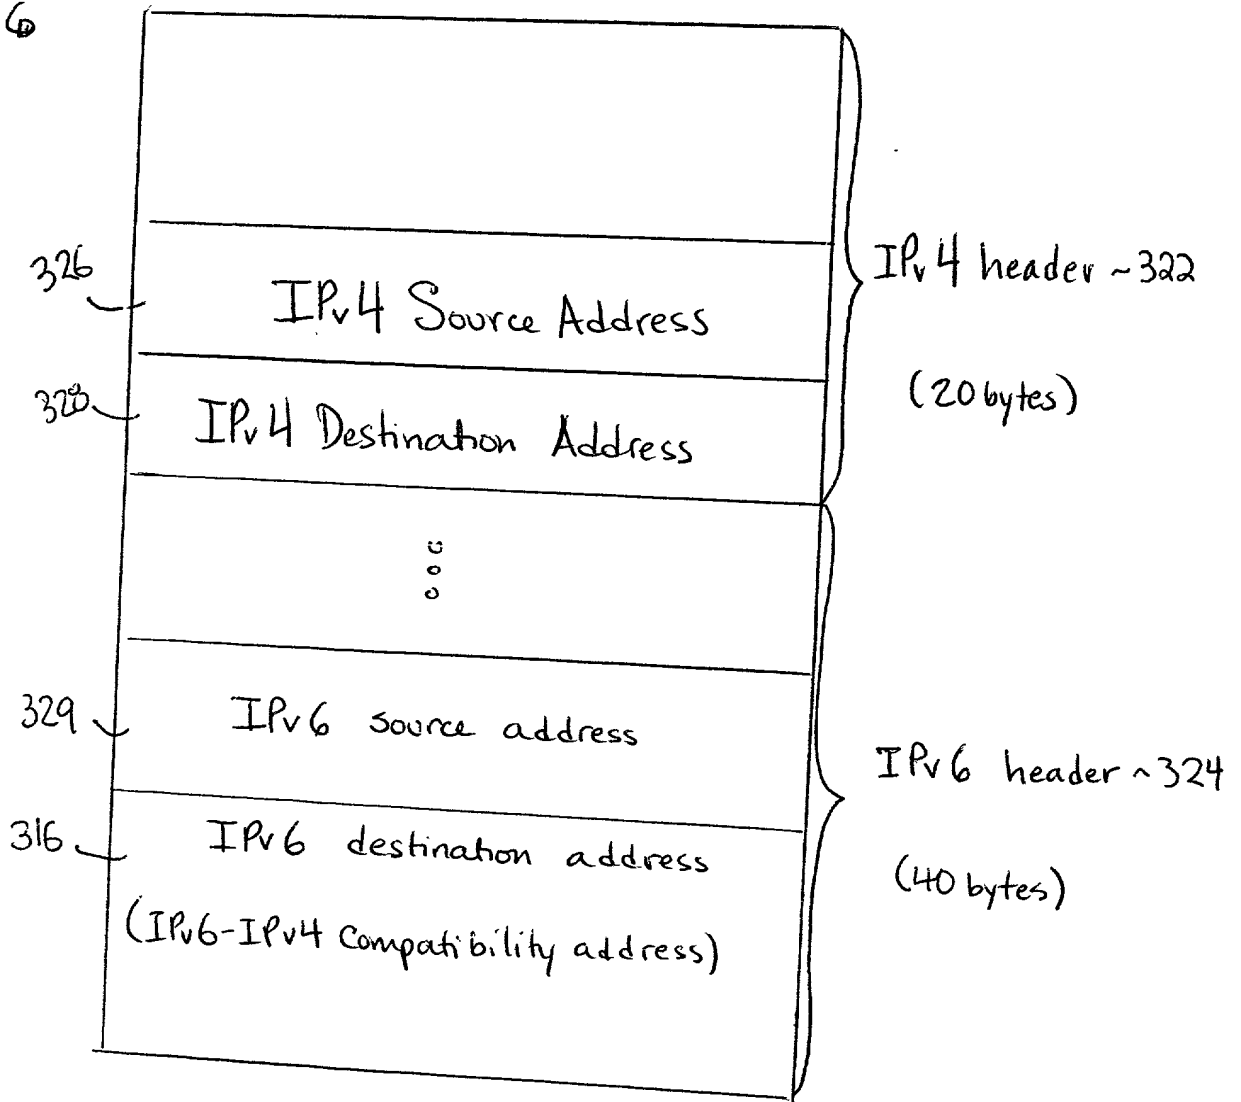 6
326
IPv4 Source Address
IPv4 header ~322
(20 bytes)
328
IPv4 Destination Address
329
IPv6 source address
IPv6 header ~324
(40 bytes)
316
IPv6 destination address
(IPv6-IPv4 Compatibility address)